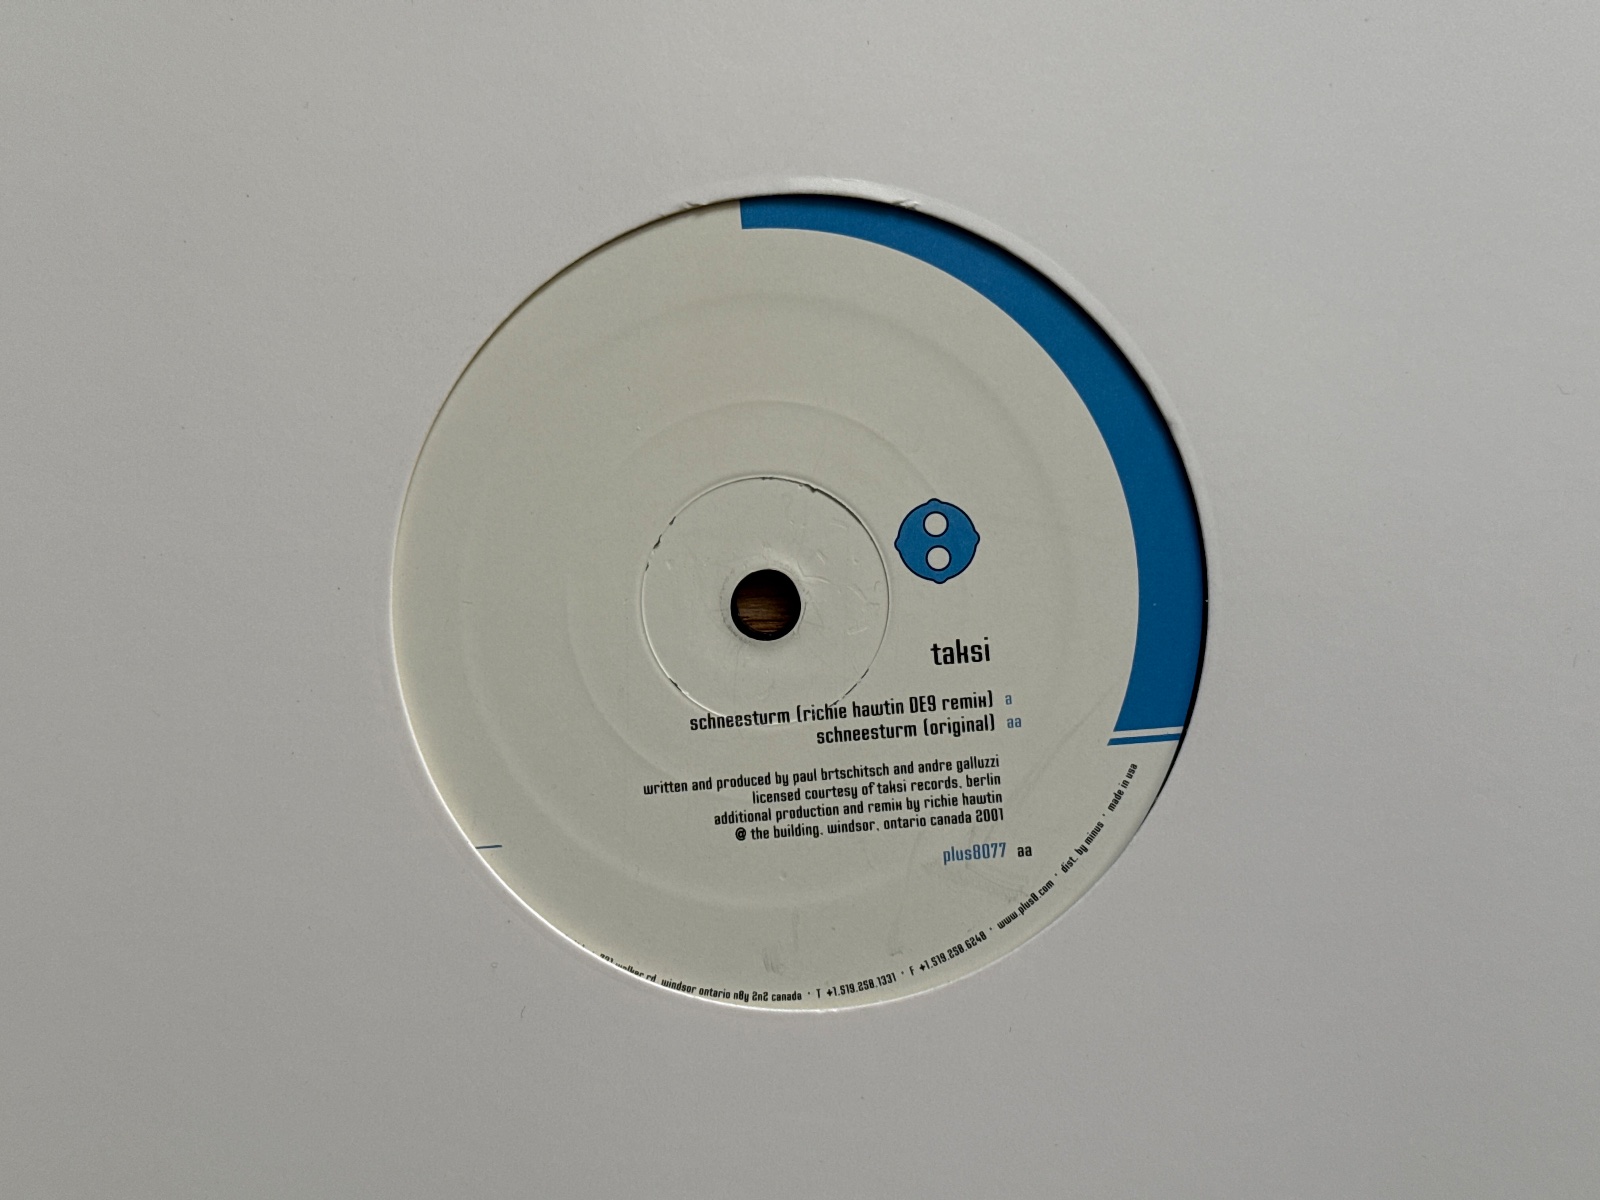 taksi
schneesturm (richie hawtin DE9 remix) a
schneesturm (original) aa
written and produced by paul brtschitsch and andre galluzzi
licensed courtesy of taksi records, berlin
additional production and remix by richie hawtin
@ the building, windsor, ontario canada 2001
plus8077 aa
walker rd. windsor ontario n8y 2n2 canada · T +1.519.258.1331 · F +1.519.258.6248 · www.plus8.com · dist. by minus · made in usa